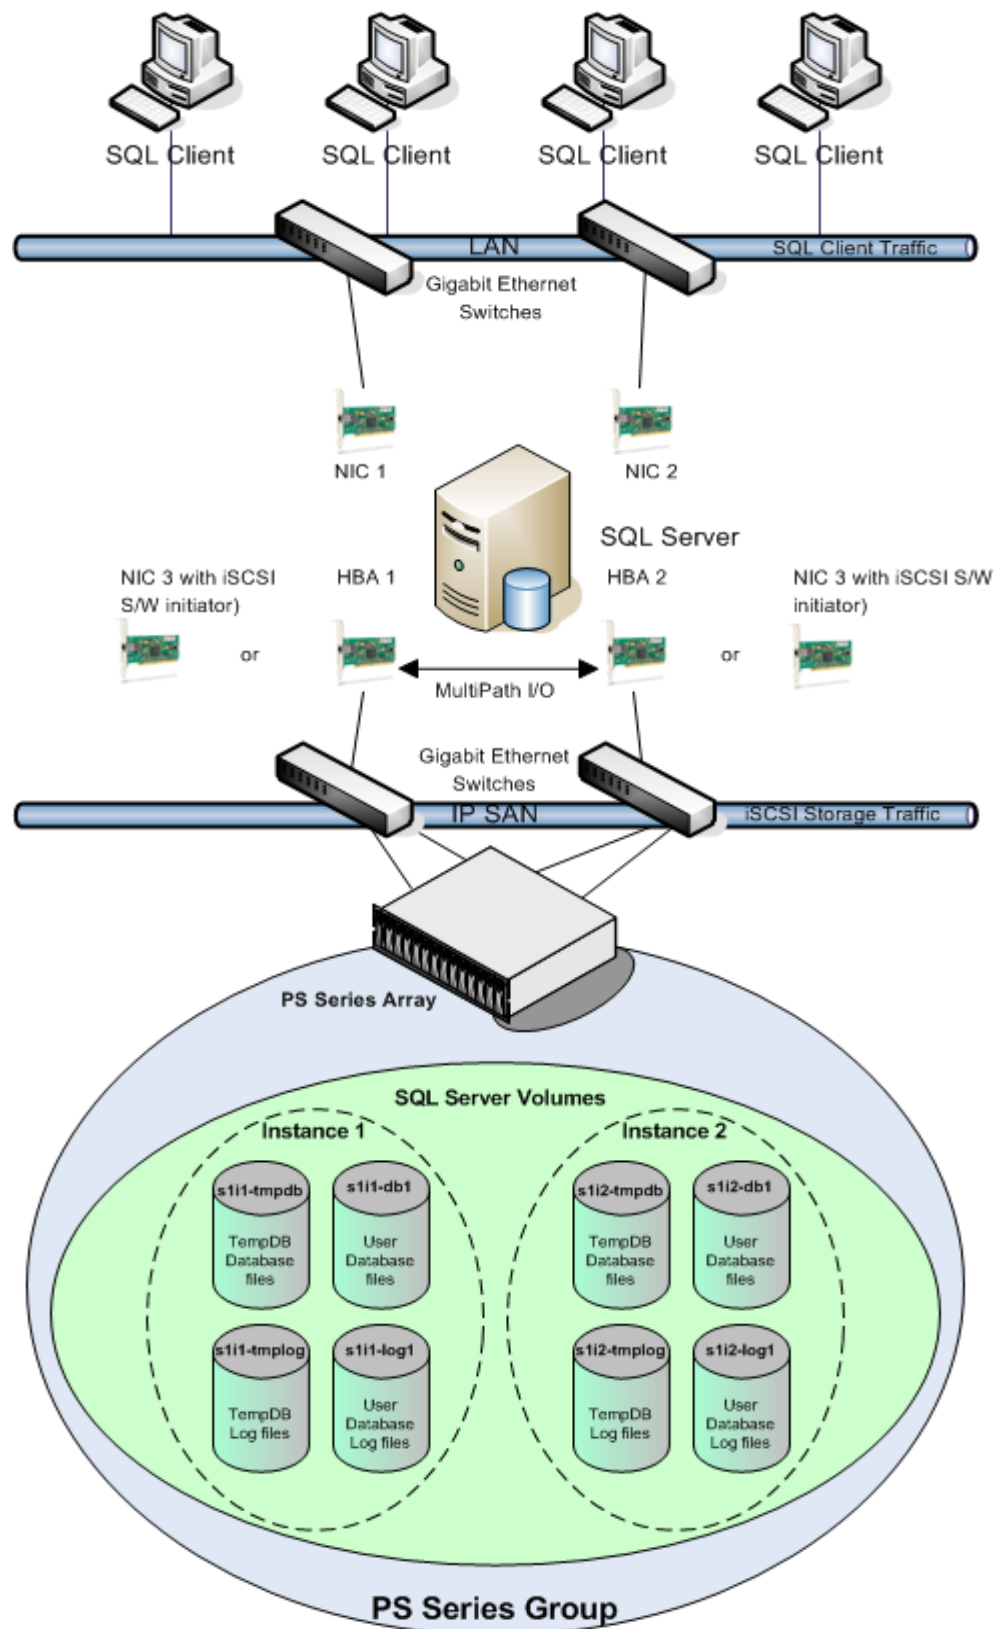 SQL Client
SQL Client
SQL Client
SQL Client
LAN
SQL Client Traffic
Gigabit Ethernet
Switches
NIC 1
NIC 2
SQL Server
NIC 3 with iSCSI
S/W initiator)
HBA 1
HBA 2
NIC 3 with iSCSI S/W
initiator)
or
or
MultiPath I/O
Gigabit Ethernet
Switches
IP SAN
iSCSI Storage Traffic
PS Series Array
SQL Server Volumes
Instance 1
Instance 2
s1i1-tmpdb
TempDB
Database
files
s1i1-db1
User
Database
files
s1i2-tmpdb
TempDB
Database
files
s1i2-db1
User
Database
files
s1i1-tmplog
TempDB
Log files
s1i1-log1
User
Database
Log files
s1i2-tmplog
TempDB
Log files
s1i2-log1
User
Database
Log files
PS Series Group